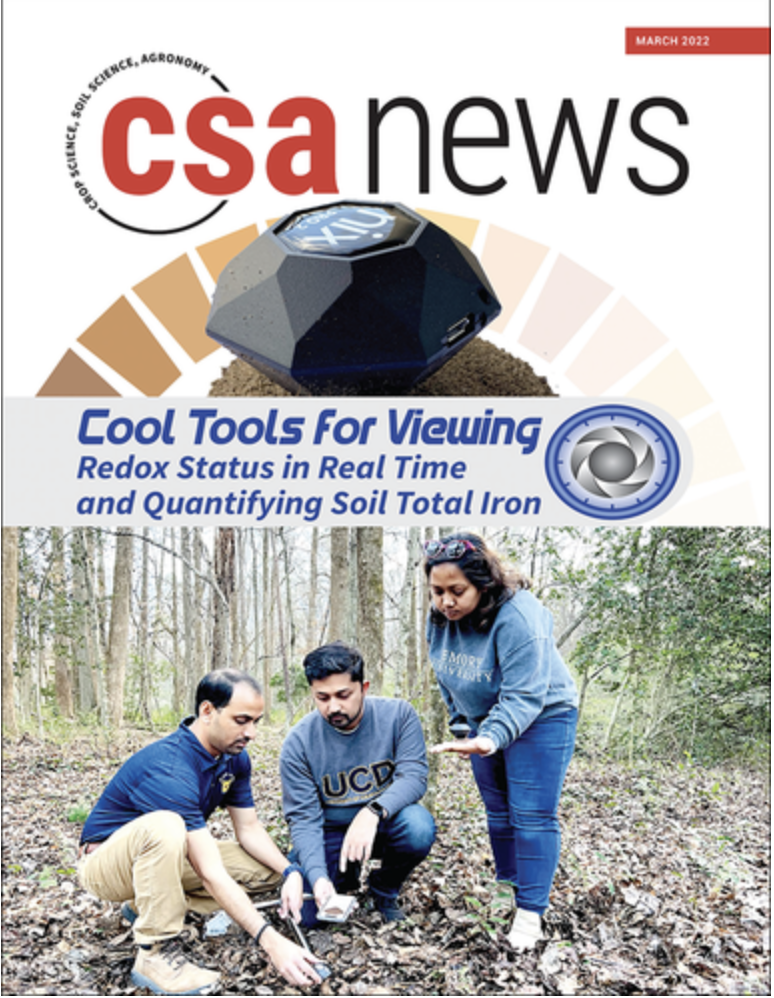 MARCH 2022
CROP SCIENCE, SOIL SCIENCE, AGRONOMY
csa news
nix
Cool Tools for Viewing
Redox Status in Real Time
and Quantifying Soil Total Iron
UCD